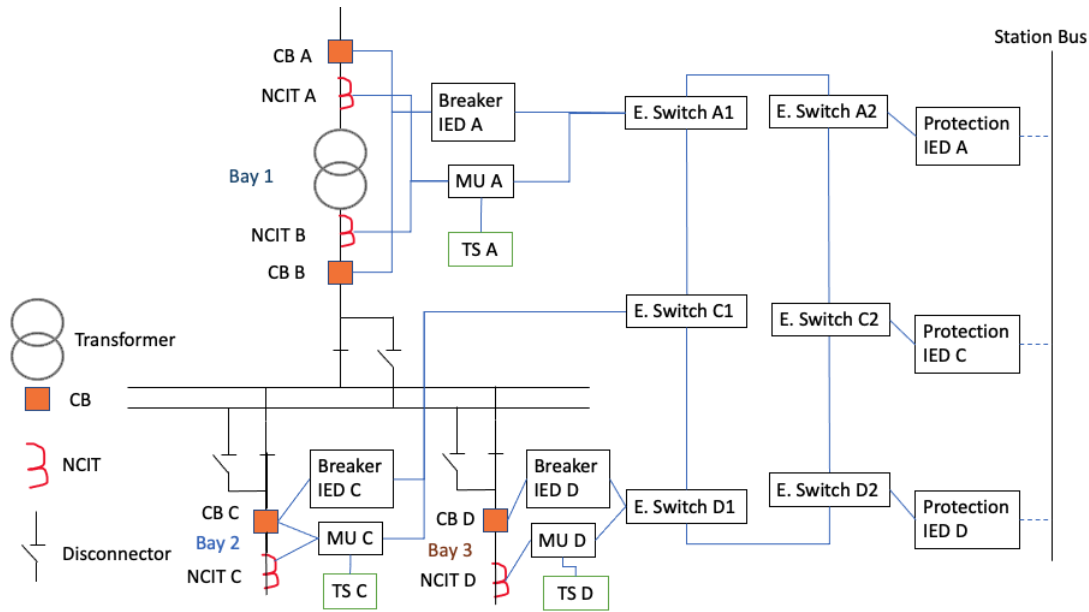 Station Bus
CB A
NCIT A
Breaker
IED A
E. Switch A1
E. Switch A2
Protection
IED A
Bay 1
MU A
NCIT B
TS A
CB B
E. Switch C1
E. Switch C2
Protection
IED C
Transformer
CB
NCIT
Disconnector
Breaker
IED C
CB C
Bay 2
MU C
NCIT C
TS C
Breaker
IED D
CB D
Bay 3
MU D
NCIT D
TS D
E. Switch D1
E. Switch D2
Protection
IED D